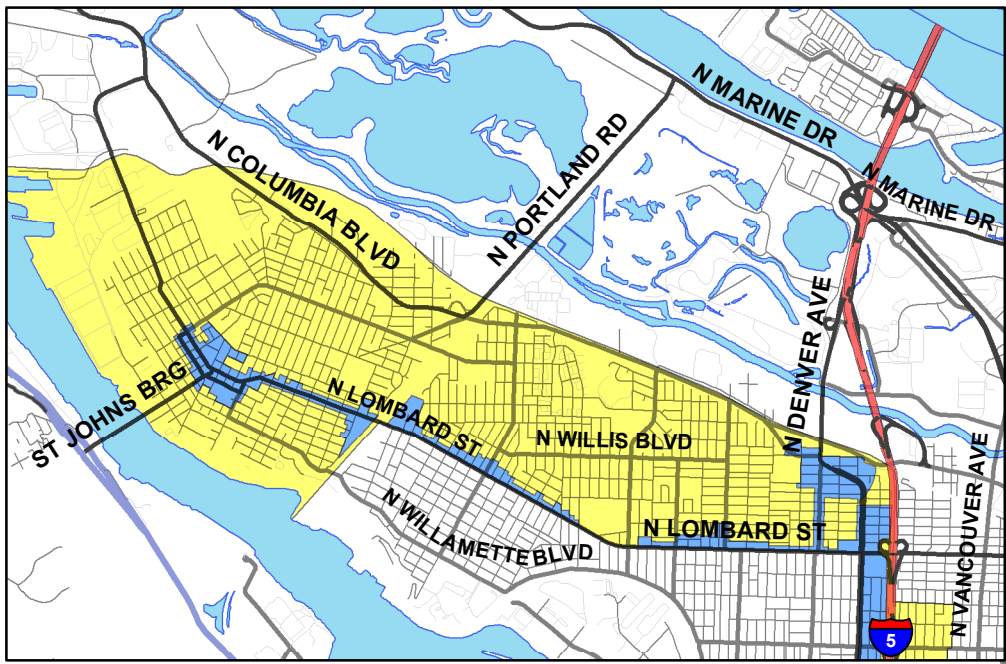 N MARINE DR
N MARINE DR
N COLUMBIA BLVD
N PORTLAND RD
N DENVER AVE
ST JOHNS BRG
N LOMBARD ST
N WILLIS BLVD
N LOMBARD ST
N WILLAMETTE BLVD
N VANCOUVER AVE
5